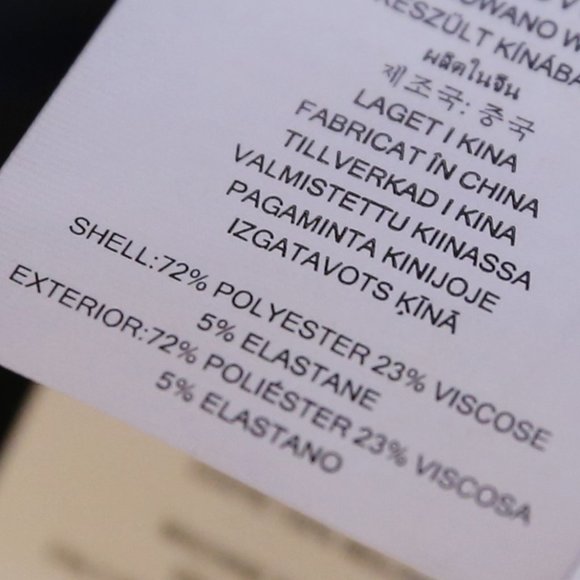 WANO W
KÉSZÜLT KÍNÁBA
ผลิตในจีน
제조국: 중국
LAGET I KINA
FABRICAT ÎN CHINA
TILLVERKAD I KINA
VALMISTETTU KIINASSA
PAGAMINTA KINIJOJE
IZGATAVOTS ĶĪNĀ
SHELL:72% POLYESTER 23% VISCOSE
5% ELASTANE
EXTERIOR:72% POLIÉSTER 23% VISCOSA
5% ELASTANO